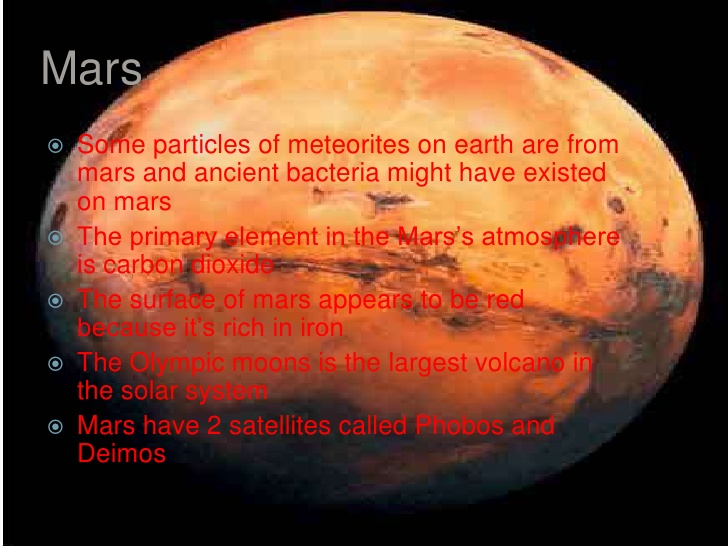 Mars
Some particles of meteorites on earth are from
mars and ancient bacteria might have existed
on mars
The primary element in the Mars's atmosphere
is carbon dioxide
The surface of mars appears to be red
because it's rich in iron
The Olympic moons is the largest volcano in
the solar system
Mars have 2 satellites called Phobos and
Deimos